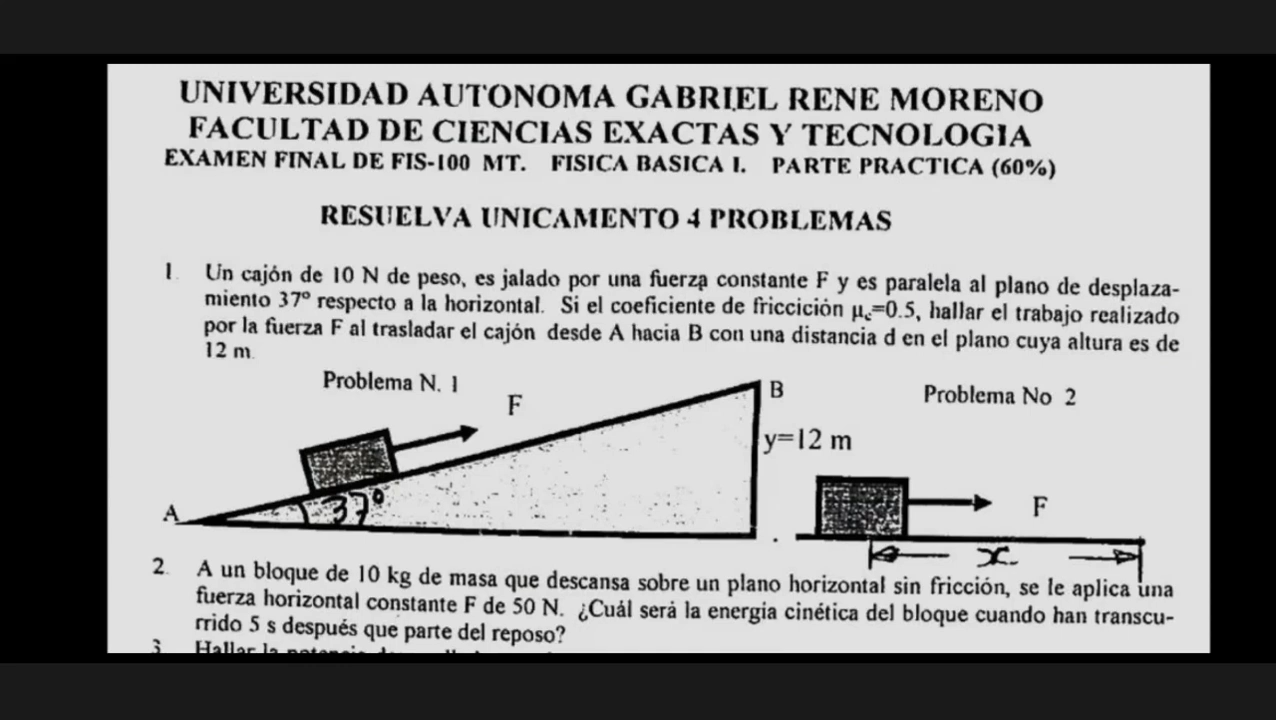 UNIVERSIDAD AUTONOMA GABRIEL RENE MORENO
FACULTAD DE CIENCIAS EXACTAS Y TECNOLOGIA
EXAMEN FINAL DE FIS-100 MT. FISICA BASICA I. PARTE PRACTICA (60%)
RESUELVA UNICAMENTO 4 PROBLEMAS
1. Un cajón de 10 N de peso, es jalado por una fuerza constante F y es paralela al plano de desplaza-
miento 37º respecto a la horizontal. Si el coeficiente de friccición μc=0.5, hallar el trabajo realizado
por la fuerza F al trasladar el cajón desde A hacia B con una distancia d en el plano cuya altura es de
12 m.
Problema N. 1
Problema No 2
F
B
y=12 m
A
37º
F
x
2. A un bloque de 10 kg de masa que descansa sobre un plano horizontal sin fricción, se le aplica una
fuerza horizontal constante F de 50 N. ¿Cuál será la energía cinética del bloque cuando han transcu-
rrido 5 s después que parte del reposo?
3. Hallar la